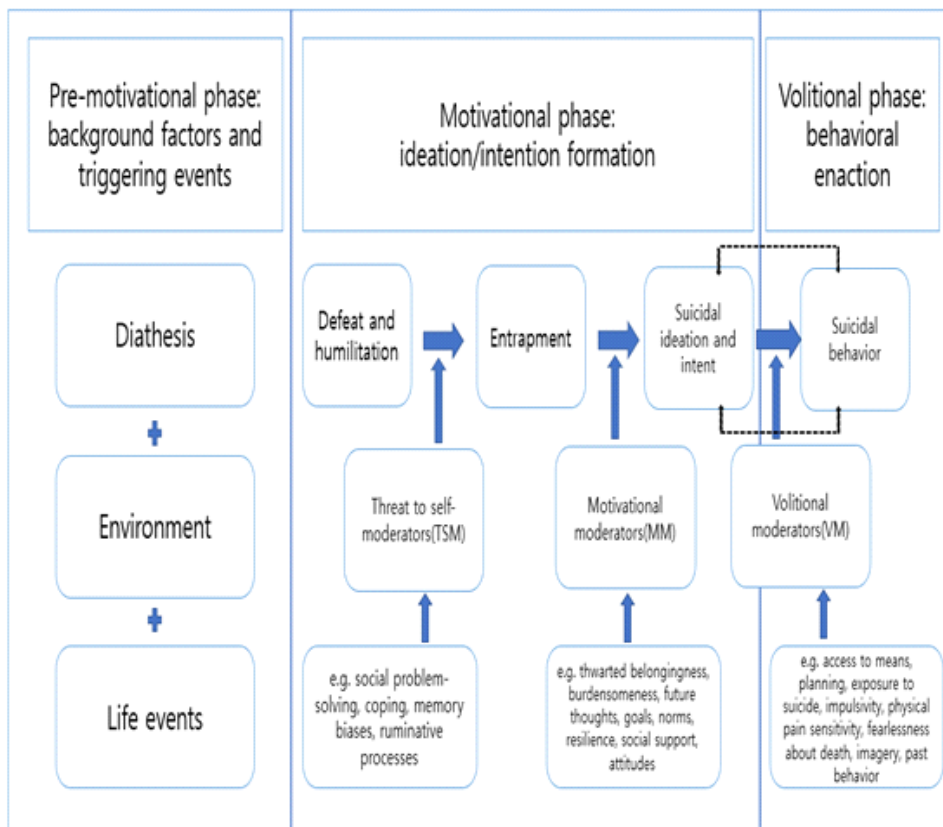 Pre-motivational phase:
background factors and
triggering events
Motivational phase:
ideation/intention formation
Volitional phase:
behavioral
enaction
Diathesis
+
Environment
+
Life events
Defeat and
humilitation
Entrapment
Suicidal
ideation and
intent
Suicidal
behavior
Threat to self-
moderators(TSM)
Motivational
moderators(MM)
Volitional
moderators(VM)
e.g. social problem-
solving, coping, memory
biases, ruminative
processes
e.g. thwarted belongingness,
burdensomeness, future
thoughts, goals, norms,
resilience, social support,
attitudes
e.g. access to means,
planning, exposure to
suicide, impulsivity, physical
pain sensitivity, fearlessness
about death, imagery, past
behavior